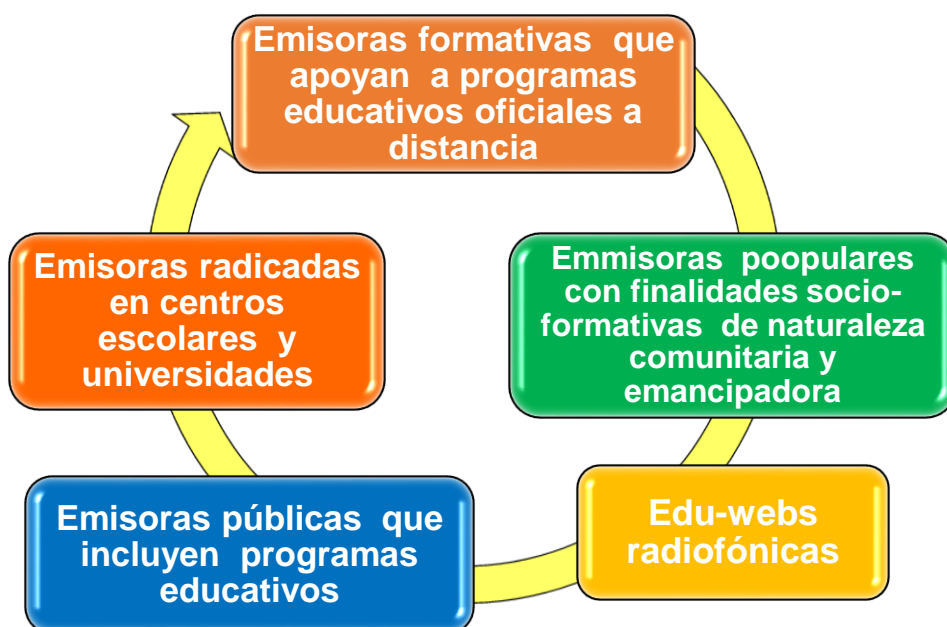 Emisoras formativas que
apoyan a programas
educativos oficiales a
distancia
Emmisoras poopulares
con finalidades socio-
formativas de naturaleza
comunitaria y
emancipadora
Edu-webs
radiofónicas
Emisoras públicas que
incluyen programas
educativos
Emisoras radicadas
en centros
escolares y
universidades